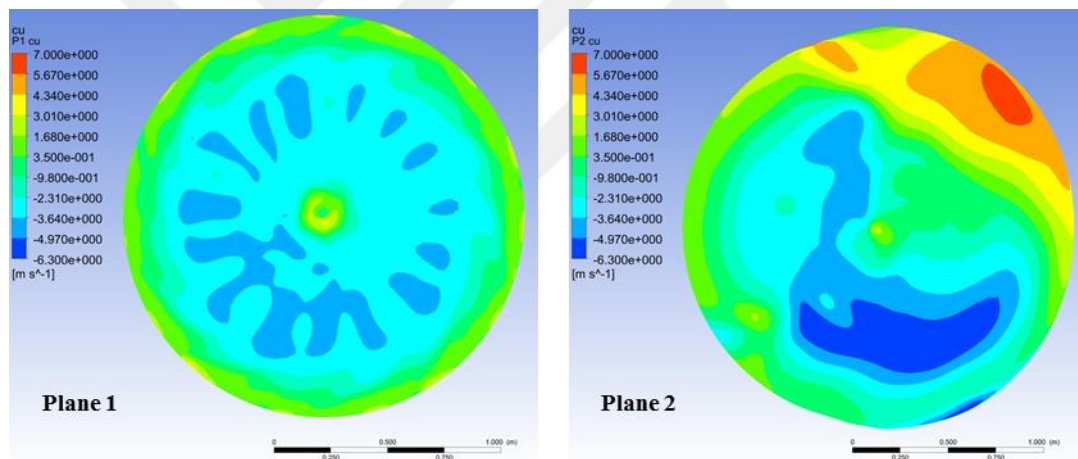 cu
P1 cu
7.000e+000
5.670e+000
4.340e+000
3.010e+000
1.680e+000
3.500e-001
-9.800e-001
-2.310e+000
-3.640e+000
-4.970e+000
-6.300e+000
[m s^-1]
Plane 1
0
0.500
1.000 (m)
0.250
0.750
cu
P2 cu
7.000e+000
5.670e+000
4.340e+000
3.010e+000
1.680e+000
3.500e-001
-9.800e-001
-2.310e+000
-3.640e+000
-4.970e+000
-6.300e+000
[m s^-1]
Plane 2
0
0.500
1.000 (m)
0.250
0.750